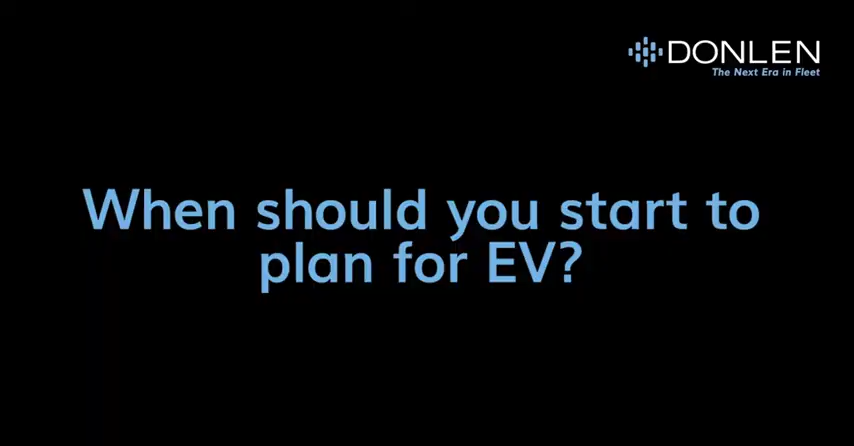 DONLEN
The Next Era in Fleet
When should you start to
plan for EV?